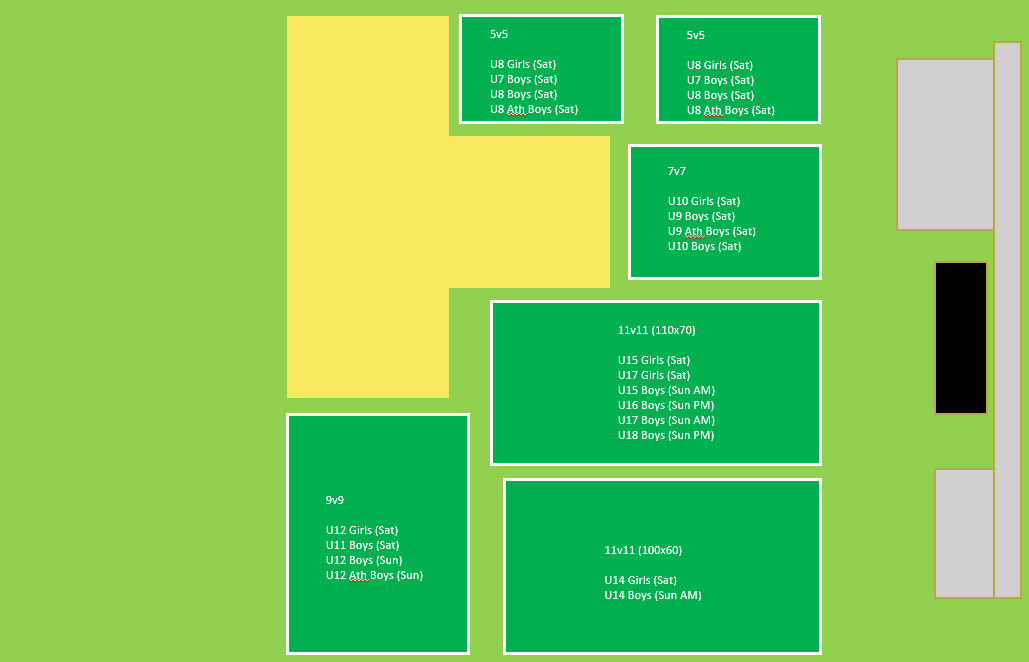 5v5
U8 Girls (Sat)
U7 Boys (Sat)
U8 Boys (Sat)
U8 Ath Boys (Sat)
5v5
U8 Girls (Sat)
U7 Boys (Sat)
U8 Boys (Sat)
U8 Ath Boys (Sat)
7v7
U10 Girls (Sat)
U9 Boys (Sat)
U9 Ath Boys (Sat)
U10 Boys (Sat)
11v11 (110x70)
U15 Girls (Sat)
U17 Girls (Sat)
U15 Boys (Sun AM)
U16 Boys (Sun PM)
U17 Boys (Sun AM)
U18 Boys (Sun PM)
9v9
U12 Girls (Sat)
U11 Boys (Sat)
U12 Boys (Sun)
U12 Ath Boys (Sun)
11v11 (100x60)
U14 Girls (Sat)
U14 Boys (Sun AM)